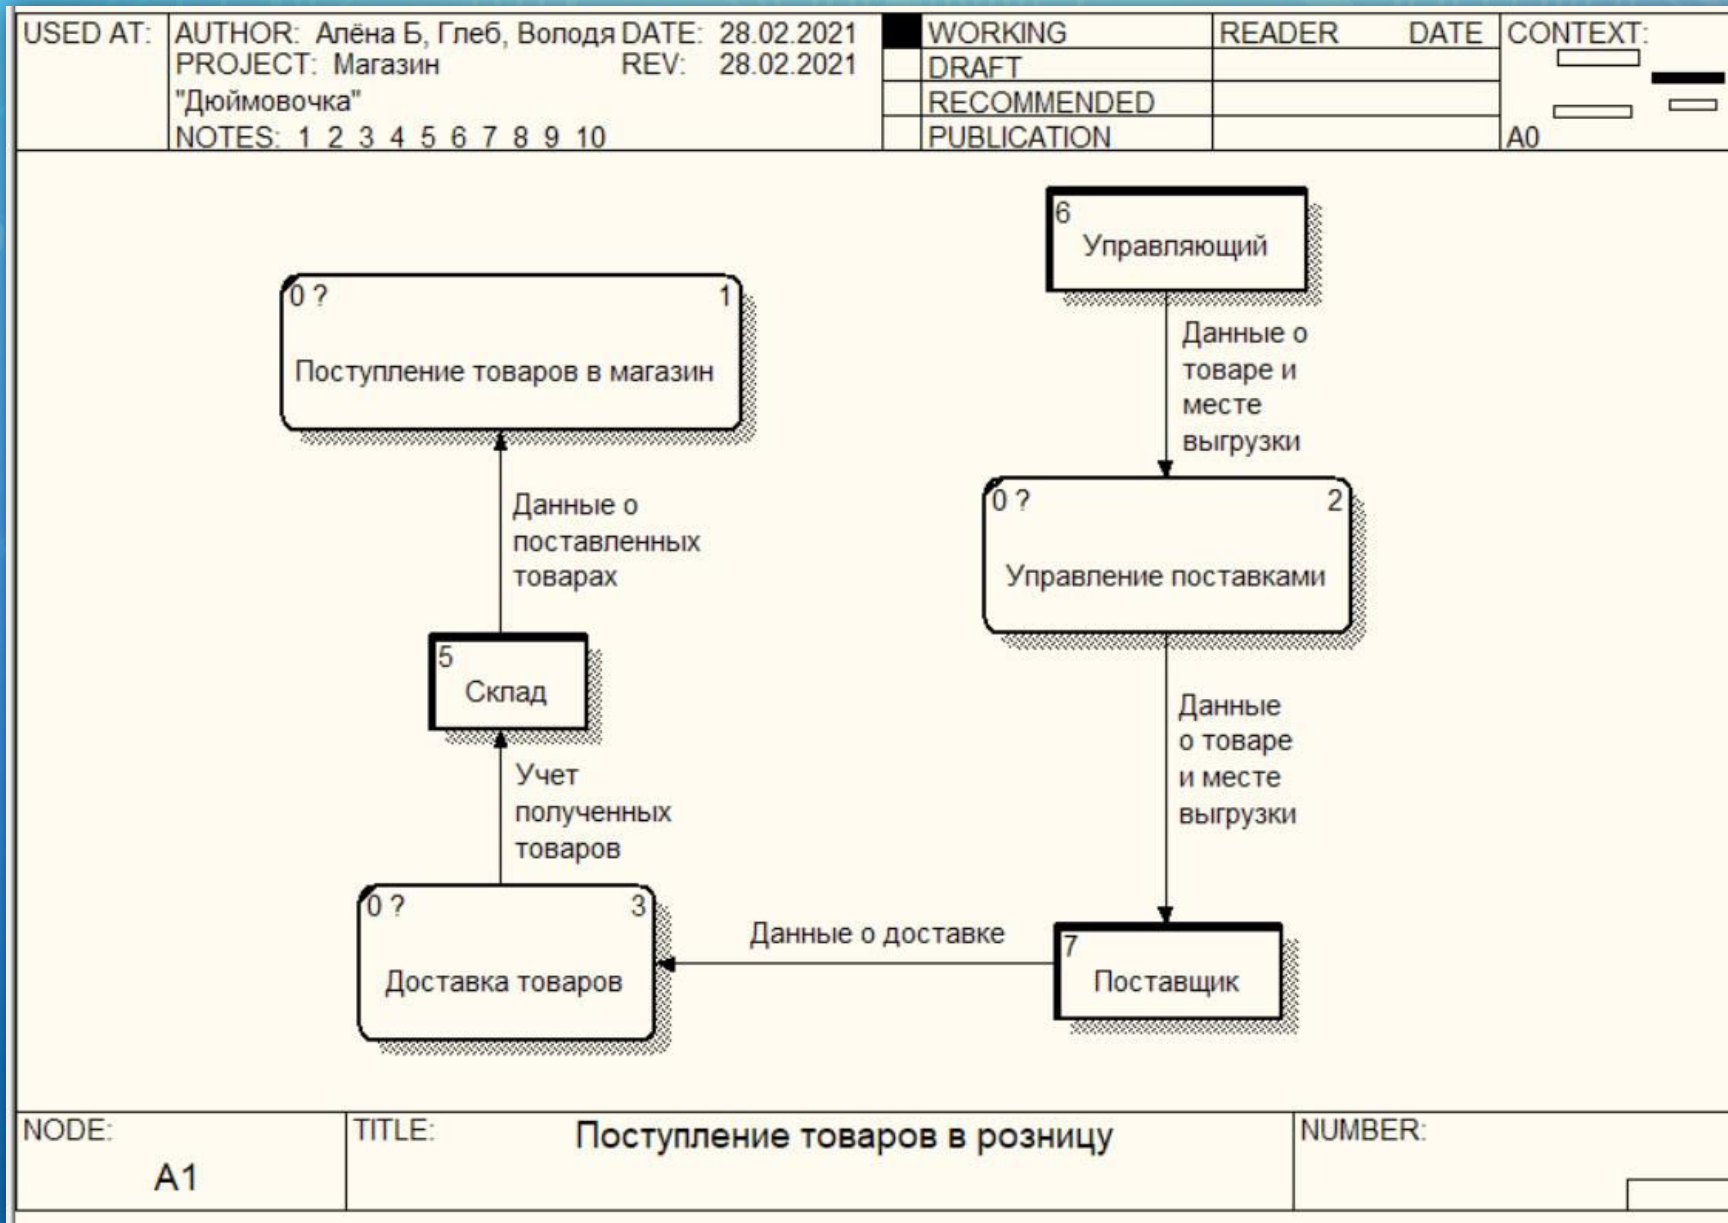 USED AT:
AUTHOR: Алёна Б, Глеб, Володя
DATE: 28.02.2021
PROJECT: Магазин
REV: 28.02.2021
"Дюймовочка"
NOTES: 1 2 3 4 5 6 7 8 9 10
WORKING
DRAFT
RECOMMENDED
PUBLICATION
READER DATE
CONTEXT:
A0
6
Управляющий
Данные о
товаре и
месте
выгрузки
0 ? 1
Поступление товаров в магазин
0 ? 2
Управление поставками
Данные о
поставленных
товарах
5
Склад
Данные
о товаре
и месте
выгрузки
Учет
полученных
товаров
0 ? 3
Доставка товаров
Данные о доставке
7
Поставщик
NODE:
A1
TITLE:
Поступление товаров в розницу
NUMBER: